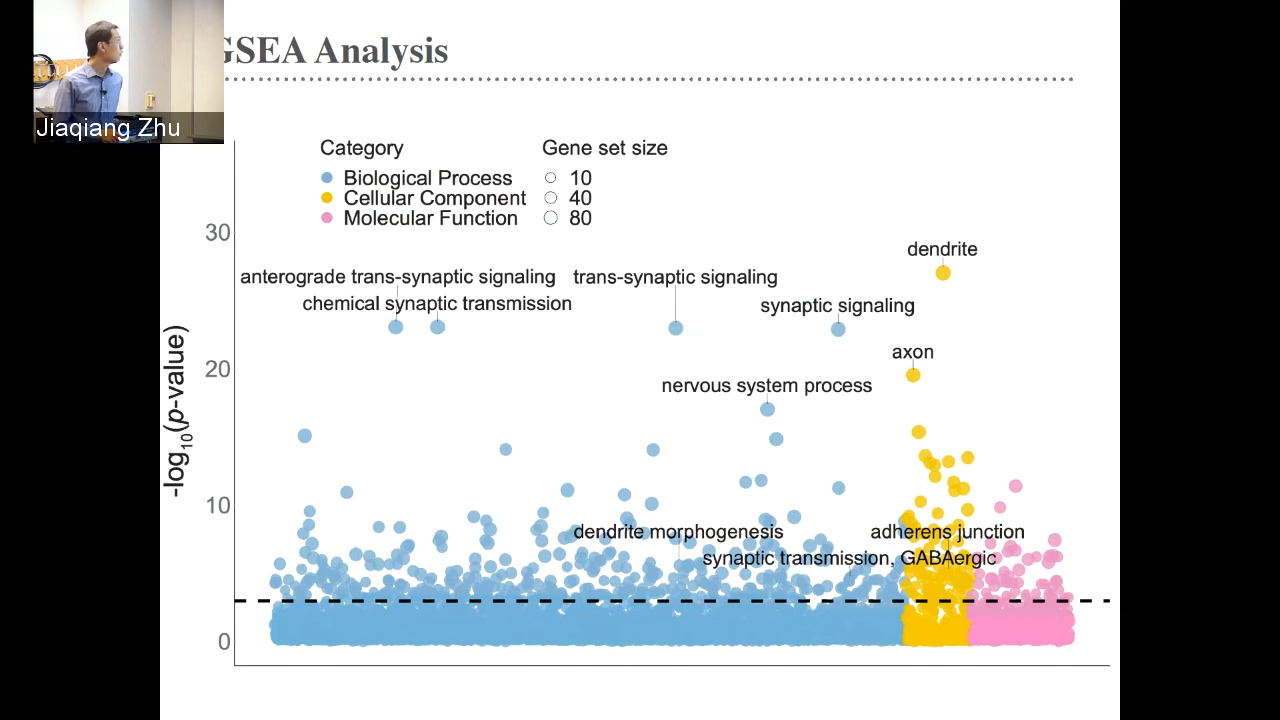 GSEA Analysis
Jiaqiang Zhu
Category
Biological Process
Cellular Component
Molecular Function
Gene set size
10
40
80
30
20
10
0
-log10(p-value)
dendrite
anterograde trans-synaptic signaling
trans-synaptic signaling
chemical synaptic transmission
synaptic signaling
axon
nervous system process
dendrite morphogenesis
adherens junction
synaptic transmission, GABAergic